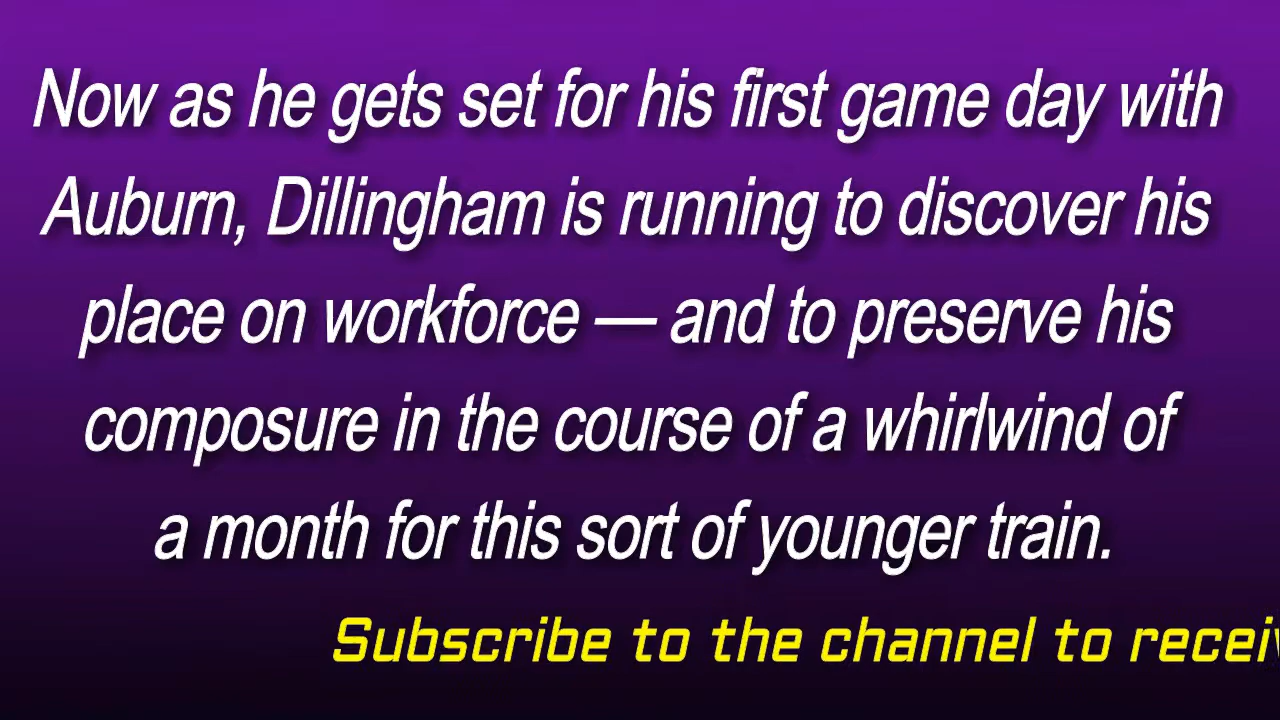 Now as he gets set for his first game day with
Auburn, Dillingham is running to discover his
place on workforce — and to preserve his
composure in the course of a whirlwind of
a month for this sort of younger train.
Subscribe to the channel to